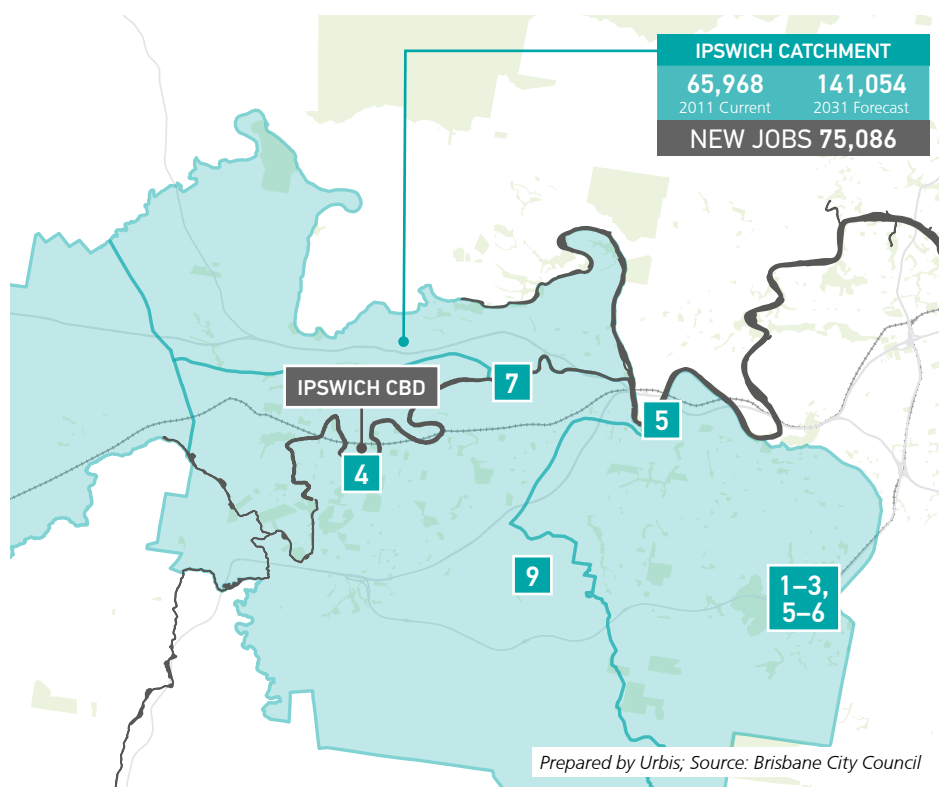 IPSWICH CATCHMENT
65,968 141,054
2011 Current 2031 Forecast
NEW JOBS 75,086
IPSWICH CBD
7
5
4
9
1–3,
5–6
Prepared by Urbis; Source: Brisbane City Council